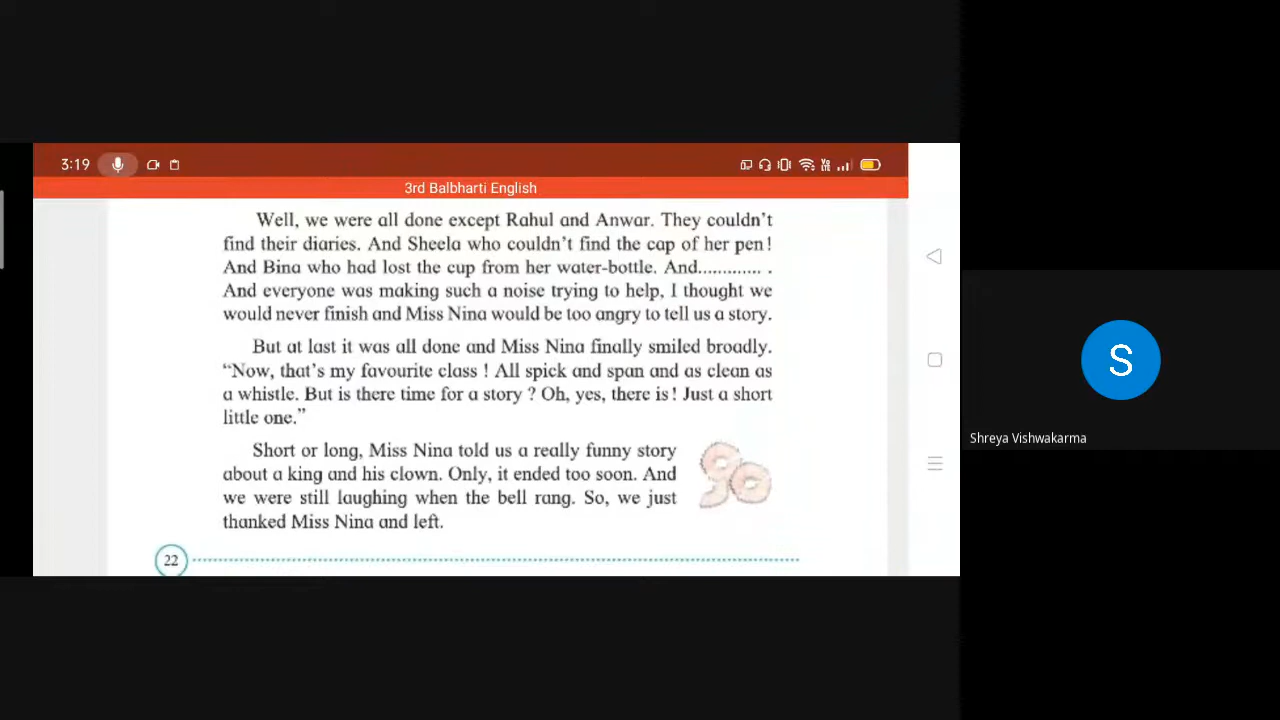 3:19
3rd Balbharti English
Well, we were all done except Rahul and Anwar. They couldn't
find their diaries. And Sheela who couldn't find the cap of her pen!
And Bina who had lost the cup from her water-bottle. And............. .
And everyone was making such a noise trying to help, I thought we
would never finish and Miss Nina would be too angry to tell us a story.
But at last it was all done and Miss Nina finally smiled broadly.
“Now, that's my favourite class ! All spick and span and as clean as
a whistle. But is there time for a story ? Oh, yes, there is! Just a short
little one.”
Short or long, Miss Nina told us a really funny story
about a king and his clown. Only, it ended too soon. And
we were still laughing when the bell rang. So, we just
thanked Miss Nina and left.
22
S
Shreya Vishwakarma